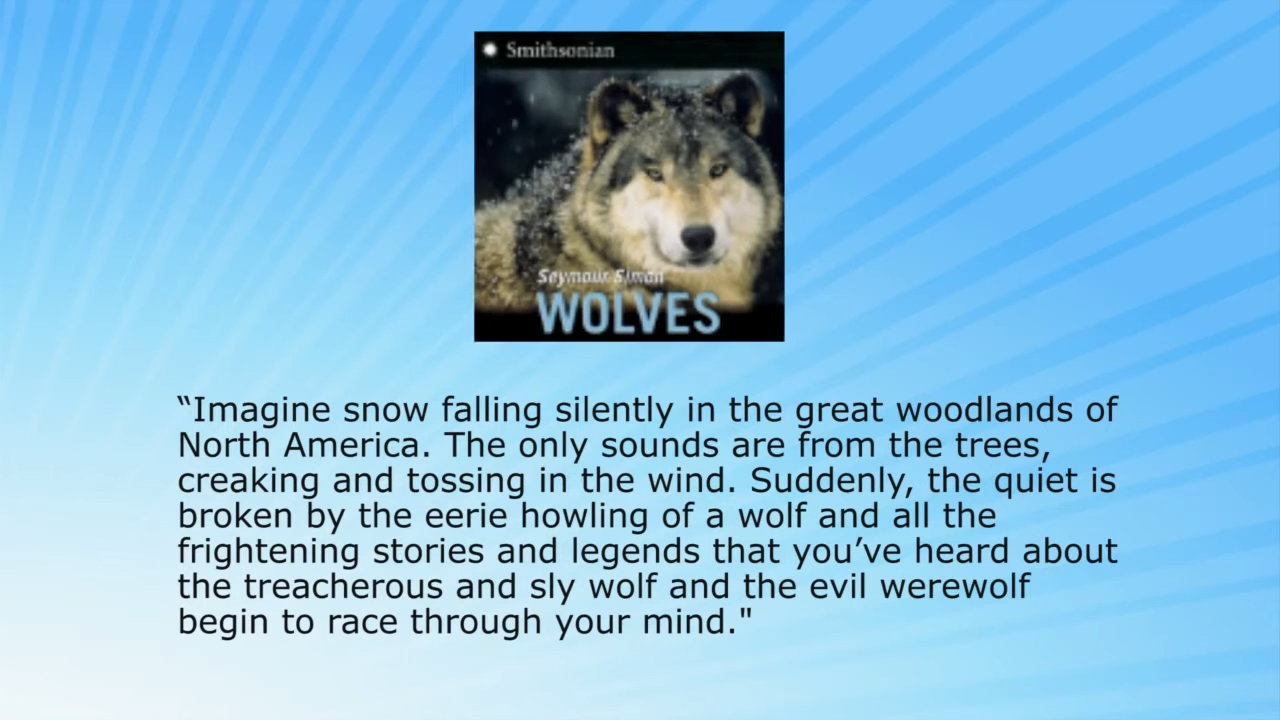 Smithsonian
Seymour Simon
WOLVES
“Imagine snow falling silently in the great woodlands of
North America. The only sounds are from the trees,
creaking and tossing in the wind. Suddenly, the quiet is
broken by the eerie howling of a wolf and all the
frightening stories and legends that you’ve heard about
the treacherous and sly wolf and the evil werewolf
begin to race through your mind."